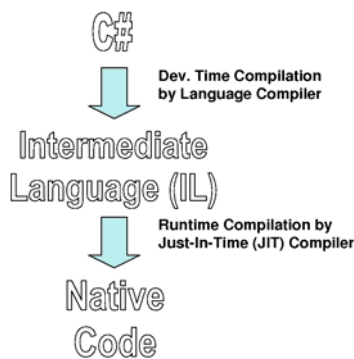 C#
Dev. Time Compilation
by Language Compiler
Intermediate
Language (IL)
Runtime Compilation by
Just-In-Time (JIT) Compiler
Native
Code